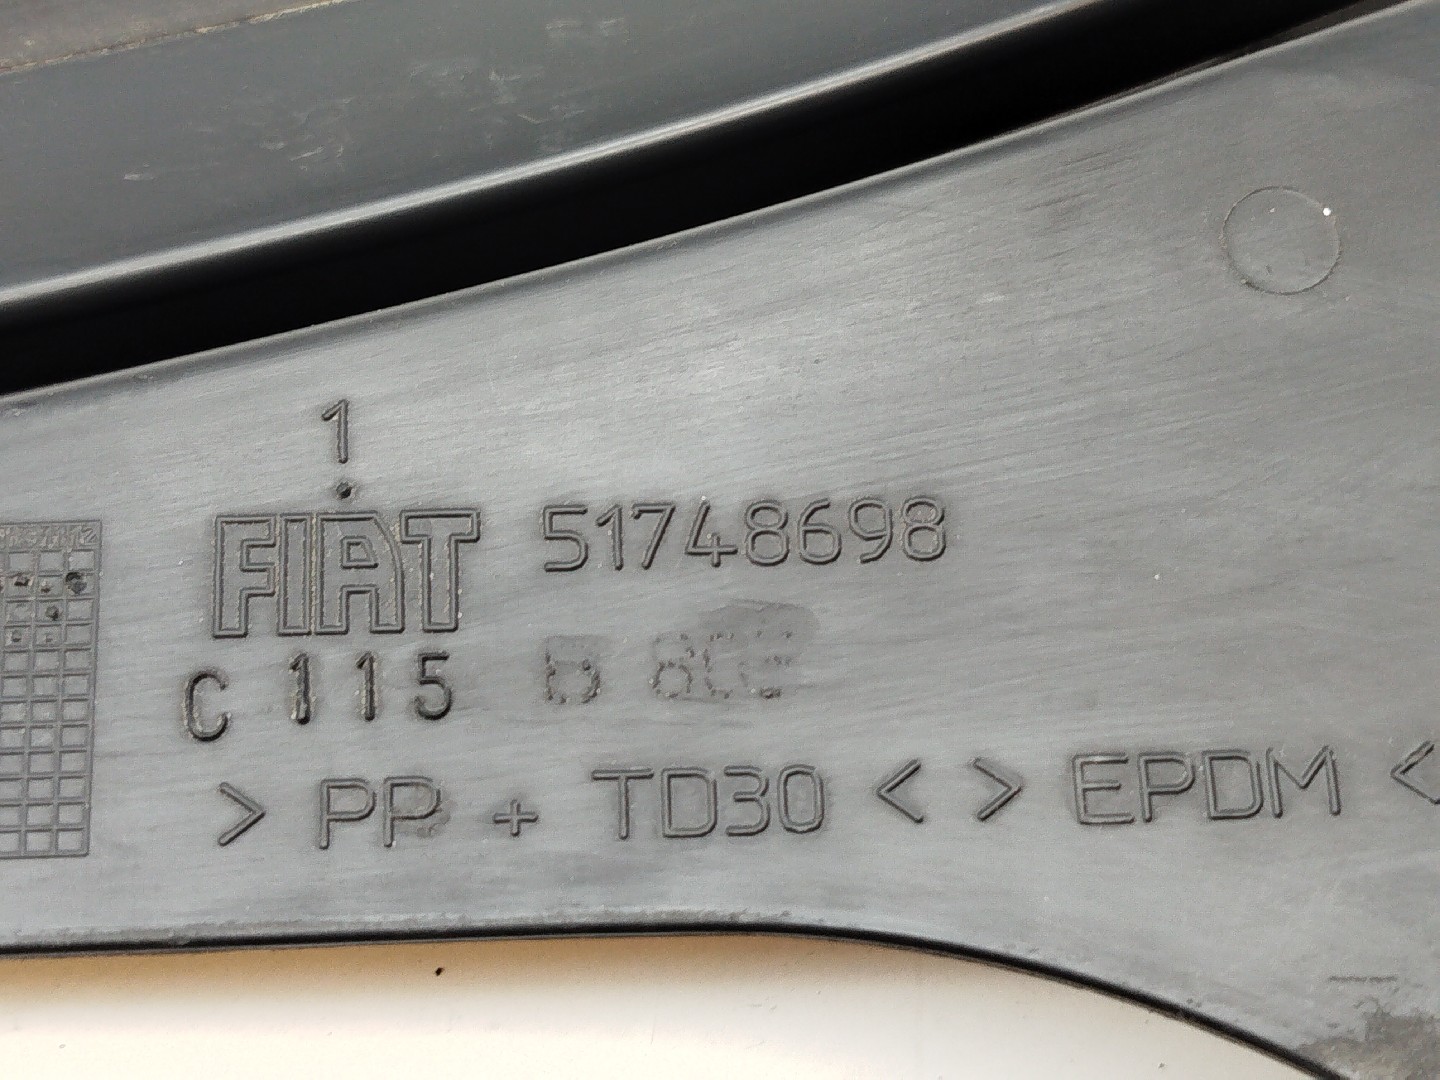 1
FIAT 51748698
C 115
> PP + TD30 < > EPDM <